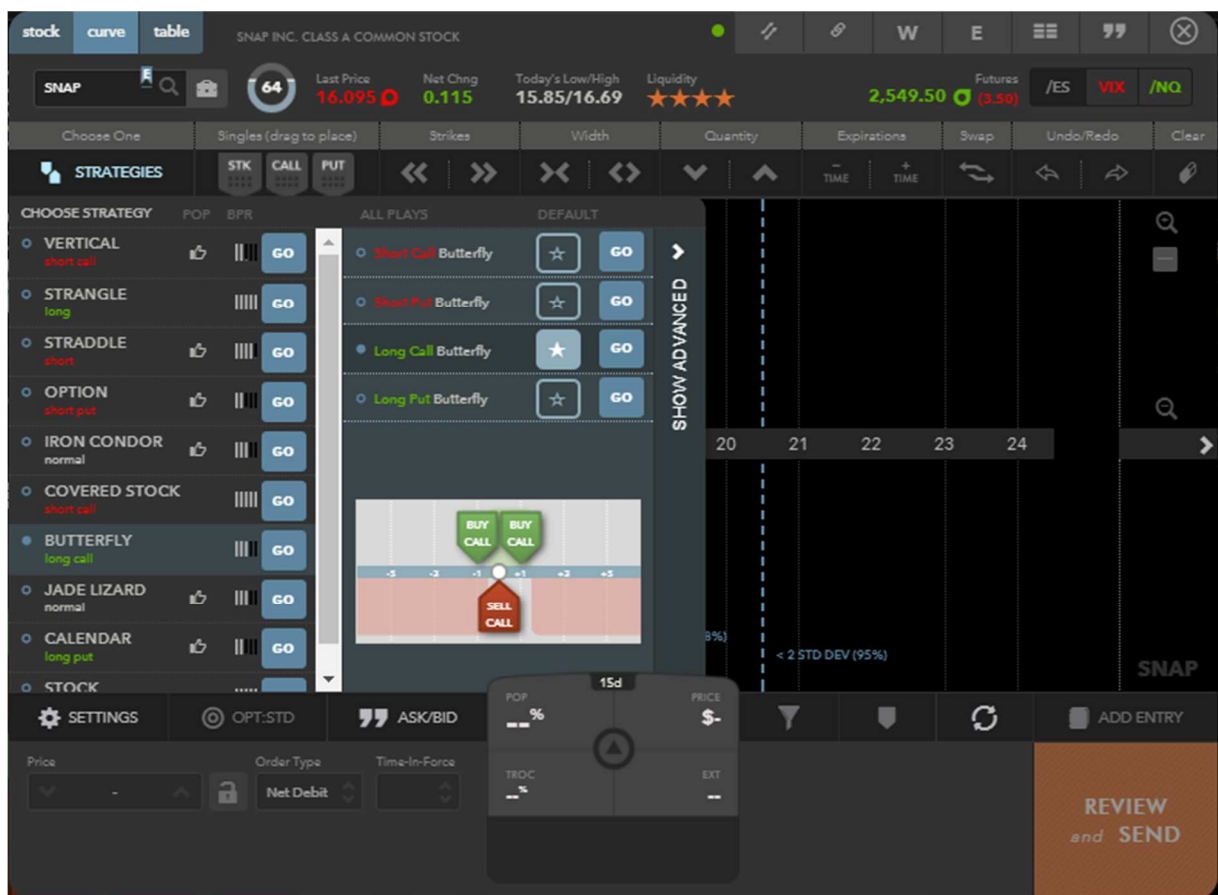 stock curve table SNAP INC. CLASS A COMMON STOCK W E
SNAP E 64 Last Price 16.095 Net Chng 0.115 Today's Low/High 15.85/16.69 Liquidity 2,549.50 Futures (3.50) /ES VIX /NQ
Choose One Singles (drag to place) Strikes Width Quantity Expirations Swap Undo/Redo Clear
STRATEGIES STK CALL PUT - TIME + TIME
CHOOSE STRATEGY POP BPR ALL PLAYS DEFAULT
VERTICAL GO Short Call Butterfly GO
short call
STRANGLE GO Short Put Butterfly GO
long
STRADDLE GO Long Call Butterfly GO
short
OPTION GO Long Put Butterfly GO
short put
SHOW ADVANCED
IRON CONDOR GO 20 21 22 23 24
normal
COVERED STOCK GO
short call
BUTTERFLY GO BUY CALL BUY CALL
long call
-5 -3 -1 +1 +3 +5
JADE LIZARD GO SELL CALL
normal
CALENDAR GO 8%)
long put < 2 STD DEV (95%)
STOCK SNAP
15d
SETTINGS OPT:STD ASK/BID POP --% PRICE $- ADD ENTRY
Price Order Type Time-In-Force
- Net Debit TROC --% EXT --
REVIEW
and SEND